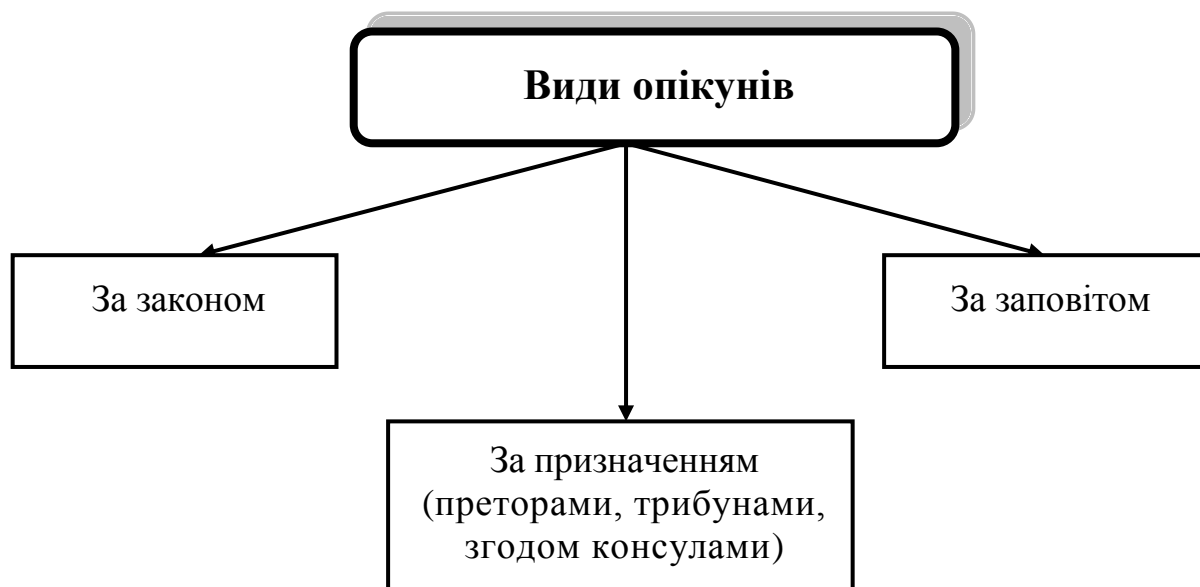 Види опікунів
За законом
За заповітом
За призначенням
(преторами, трибунами,
згодом консулами)